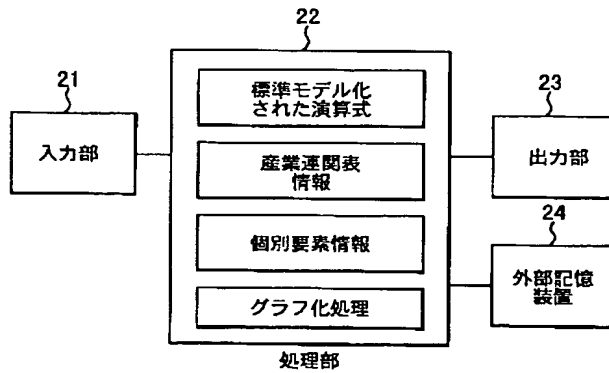 22
21
入力部
標準モデル化
された演算式
産業連関表
情報
個別要素情報
グラフ化処理
処理部
23
出力部
24
外部記憶
装置